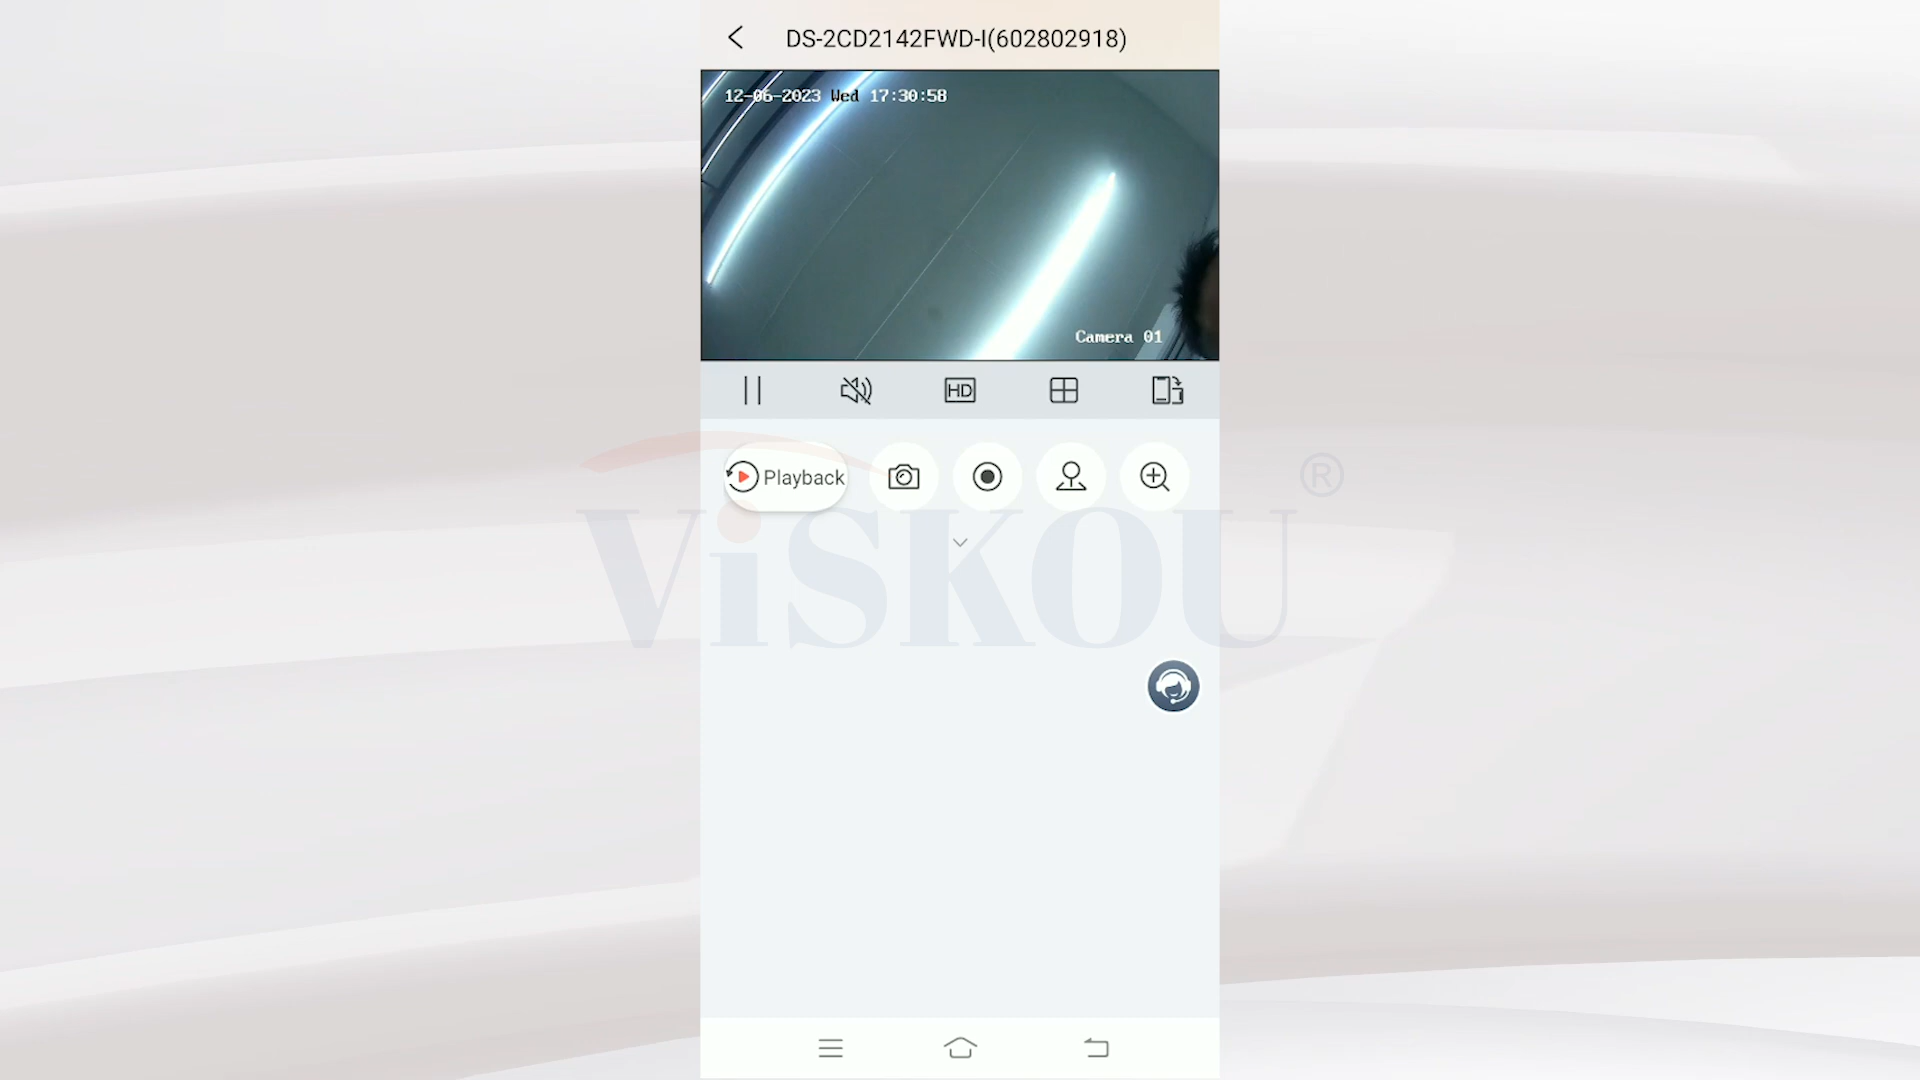 DS-2CD2142FWD-I(602802918)
12-06-2023 Wed 17:30:58
Camera 01
HD
Playback
ViSKOU ®